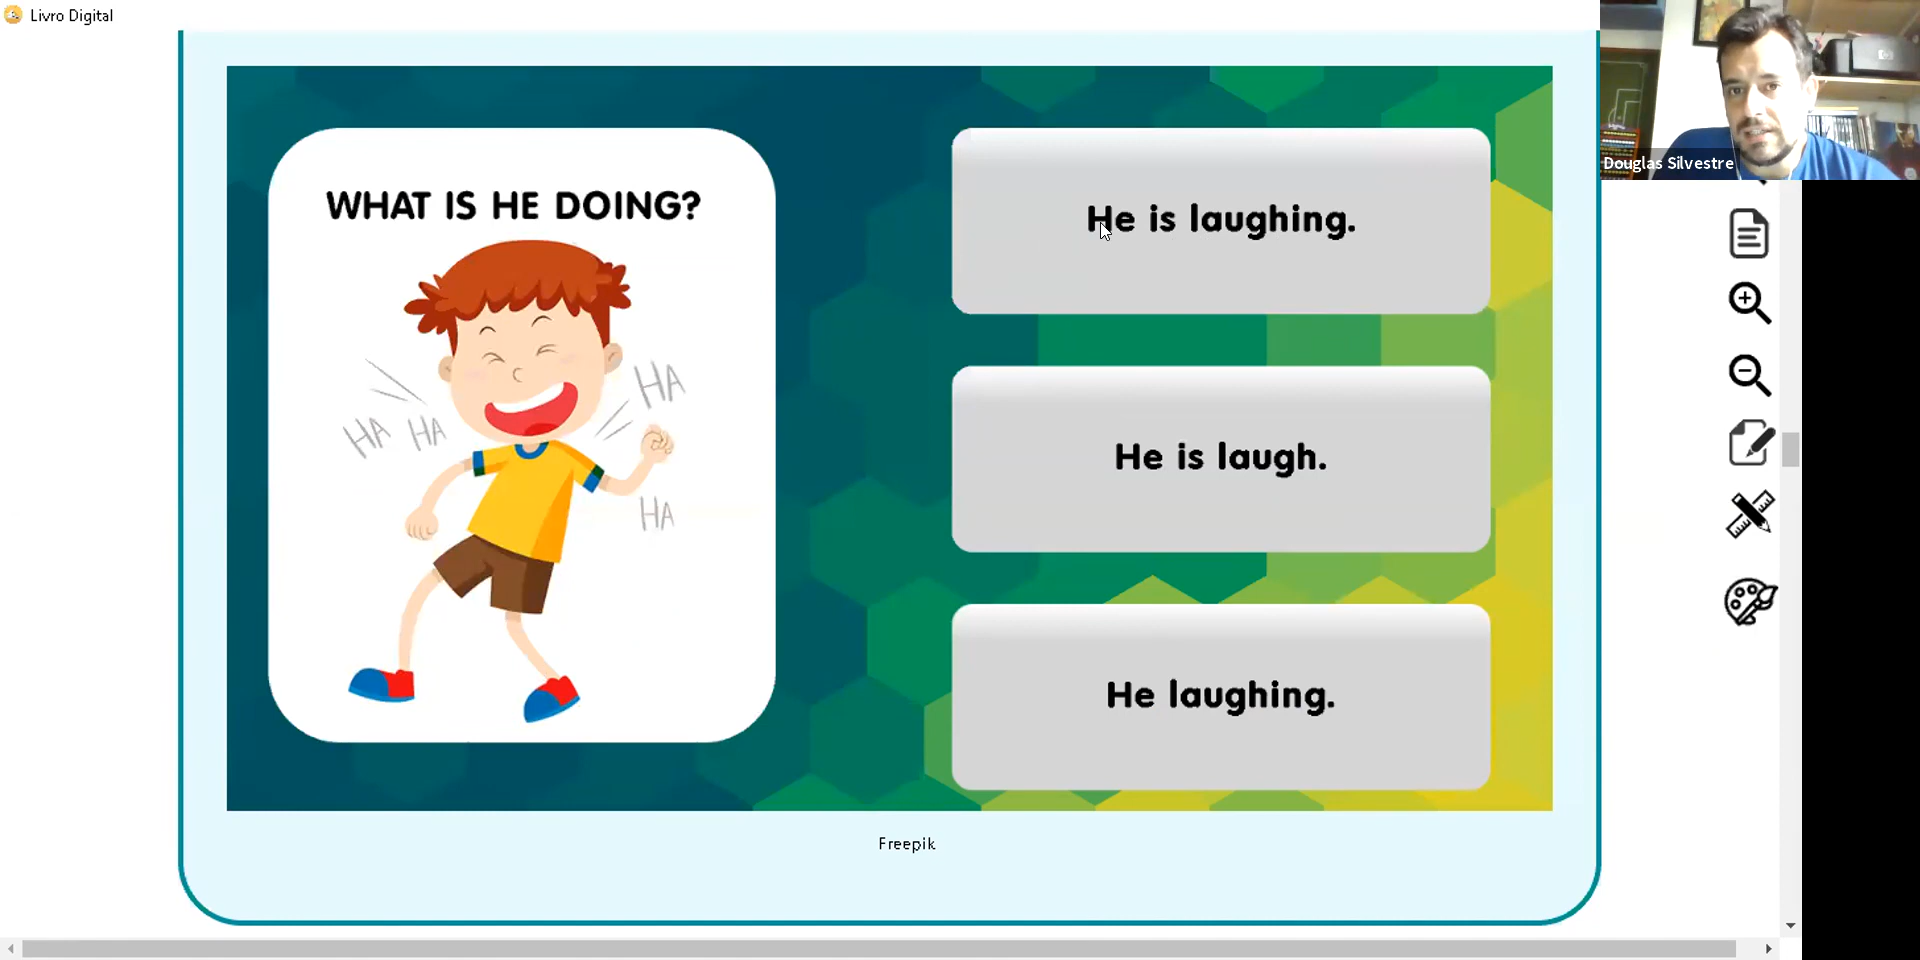 Livro Digital
WHAT IS HE DOING?
HA HA
HA
HA
He is laughing.
He is laugh.
He laughing.
Freepik
Douglas Silvestre